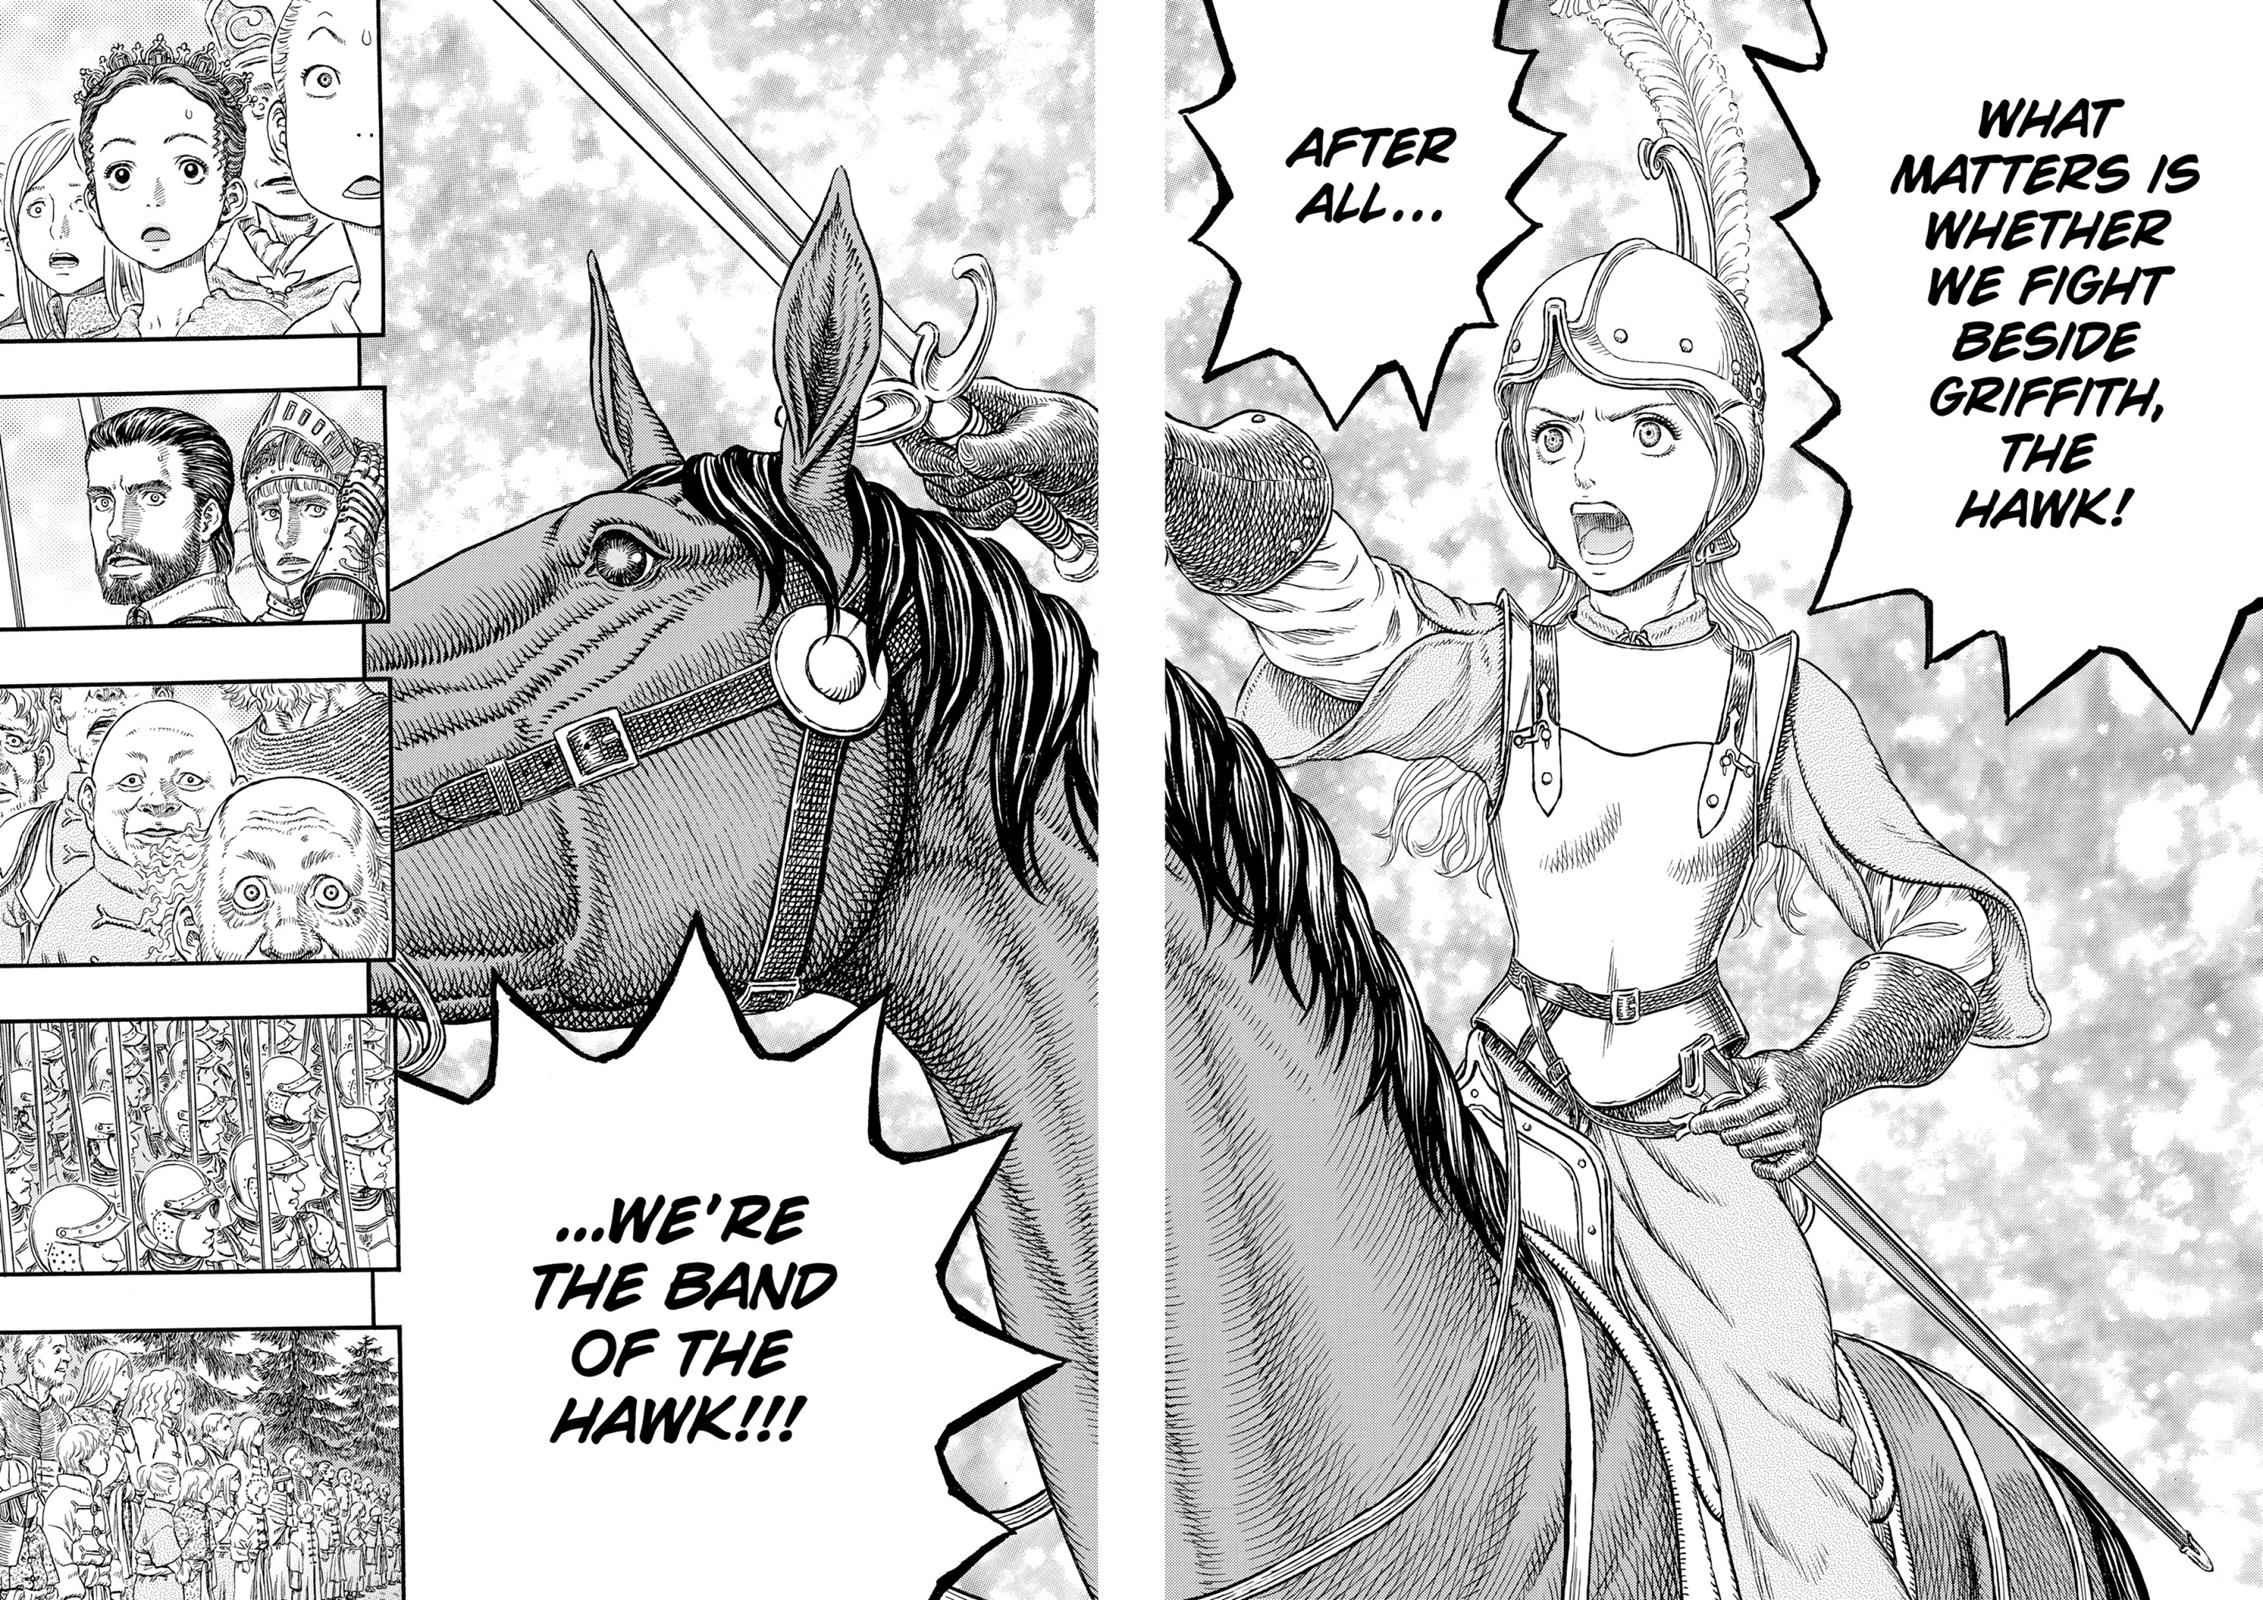 WHAT
MATTERS IS
WHETHER
WE FIGHT
BESIDE
GRIFFITH,
THE
HAWK!
AFTER
ALL...
...WE'RE
THE BAND
OF THE
HAWK!!!